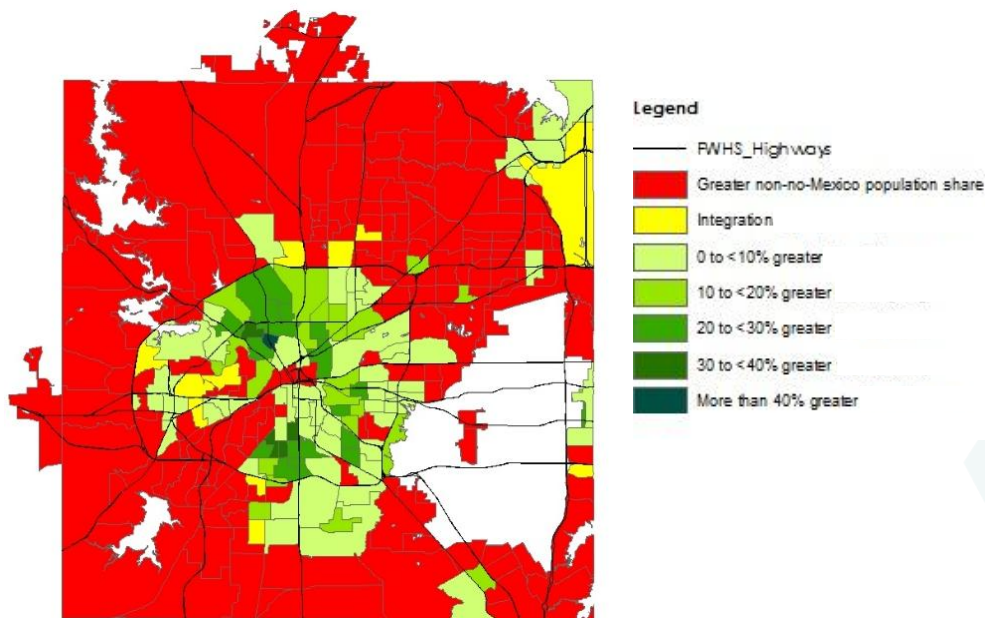 Legend
FWHS_Highways
Greater non-no-Mexico population share
Integration
0 to <10% greater
10 to <20% greater
20 to <30% greater
30 to <40% greater
More than 40% greater